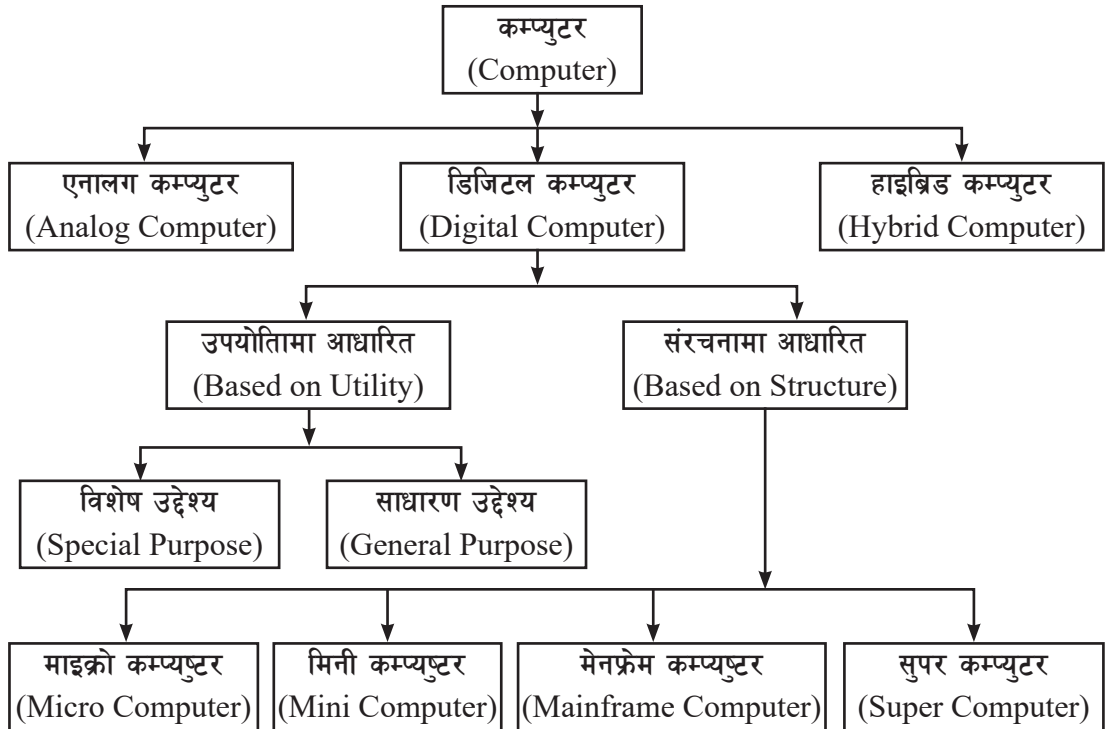 कम्प्युटर
(Computer)
एनालग कम्प्युटर
(Analog Computer)
डिजिटल कम्प्युटर
(Digital Computer)
हाइब्रिड कम्प्युटर
(Hybrid Computer)
उपयोतिामा आधारित
(Based on Utility)
संरचनामा आधारित
(Based on Structure)
विशेष उद्देश्य
(Special Purpose)
साधारण उद्देश्य
(General Purpose)
माइक्रो कम्प्युष्टर
(Micro Computer)
मिनी कम्प्युष्टर
(Mini Computer)
मेनफ्रेम कम्प्युष्टर
(Mainframe Computer)
सुपर कम्प्युटर
(Super Computer)